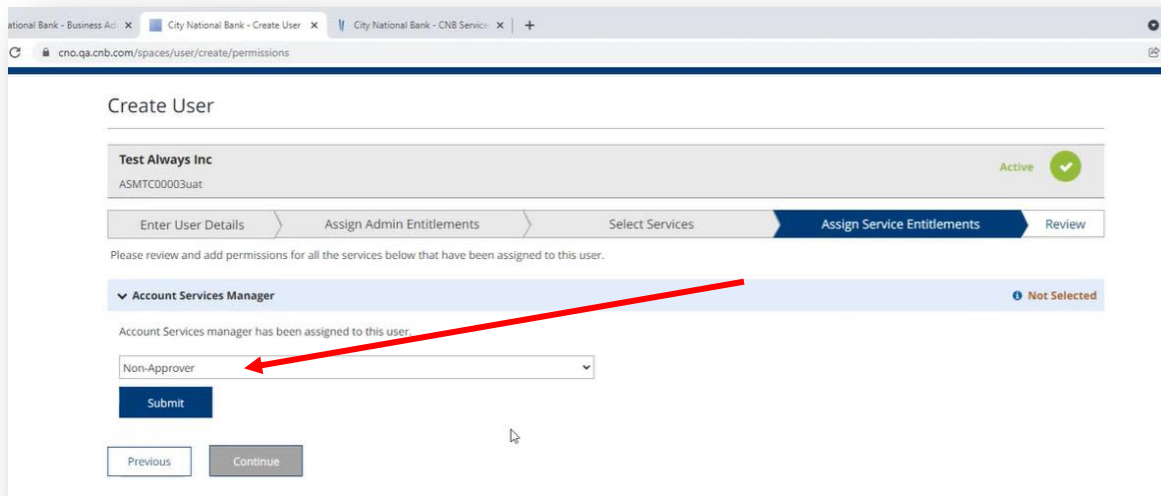 ational Bank - Business Ad
City National Bank - Create User
City National Bank - CNB Service
cno.qa.cnb.com/spaces/user/create/permissions
Create User
Test Always Inc
Active
ASMTC00003uat
Enter User Details
Assign Admin Entitlements
Select Services
Assign Service Entitlements
Review
Please review and add permissions for all the services below that have been assigned to this user.
Account Services Manager
Not Selected
Account Services manager has been assigned to this user.
Non-Approver
Submit
Previous
Continue